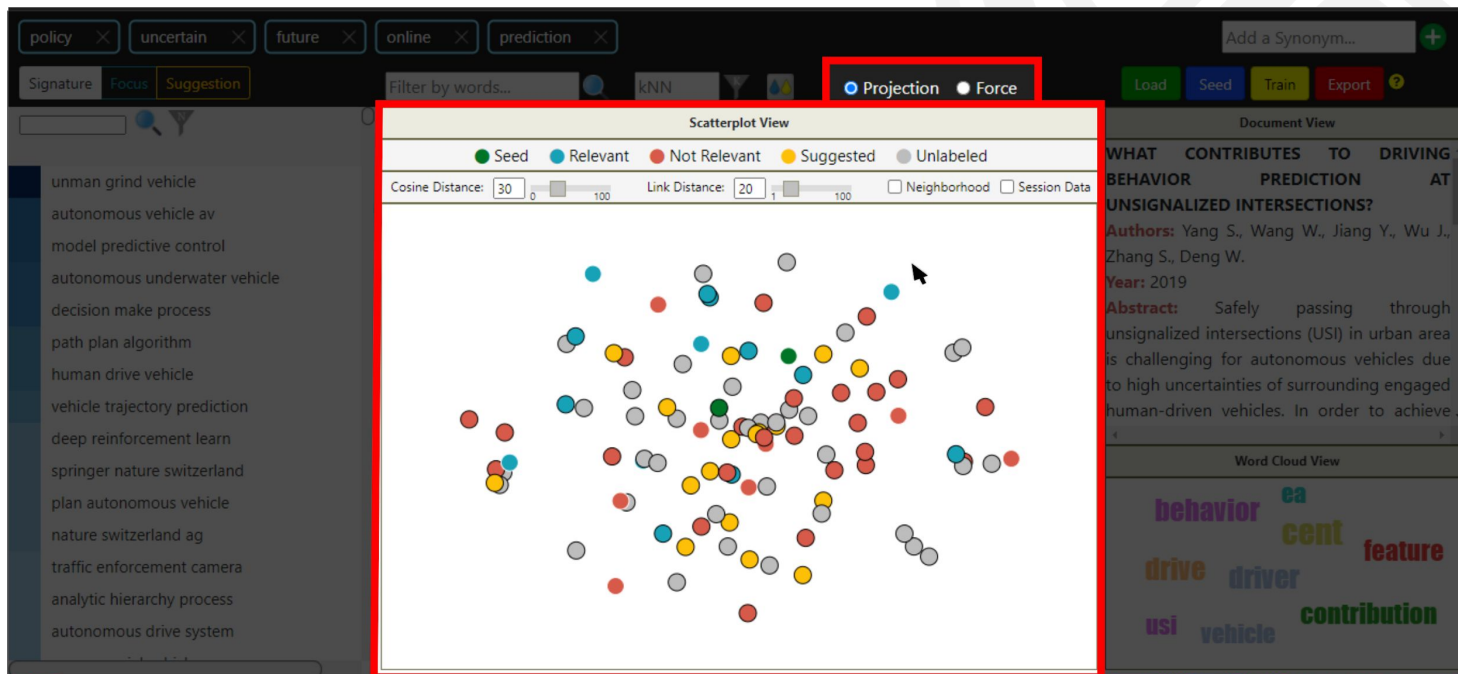 policy × uncertain × future × online × prediction ×
Add a Synonym...
Signature Focus Suggestion
Filter by words... kNN
Projection Force
Load Seed Train Export ?
Scatterplot View
Seed Relevant Not Relevant Suggested Unlabeled
Cosine Distance: 30 0 100 Link Distance: 20 1 100 Neighborhood Session Data
unman grind vehicle
autonomous vehicle av
model predictive control
autonomous underwater vehicle
decision make process
path plan algorithm
human drive vehicle
vehicle trajectory prediction
deep reinforcement learn
springer nature switzerland
plan autonomous vehicle
nature switzerland ag
traffic enforcement camera
analytic hierarchy process
autonomous drive system
Document View
WHAT CONTRIBUTES TO DRIVING
BEHAVIOR PREDICTION AT
UNSIGNALIZED INTERSECTIONS?
Authors: Yang S., Wang W., Jiang Y., Wu J.,
Zhang S., Deng W.
Year: 2019
Abstract: Safely passing through
unsignalized intersections (USI) in urban area
is challenging for autonomous vehicles due
to high uncertainties of surrounding engaged
human-driven vehicles. In order to achieve
Word Cloud View
behavior ea
cent
feature
drive driver
contribution
usi vehicle